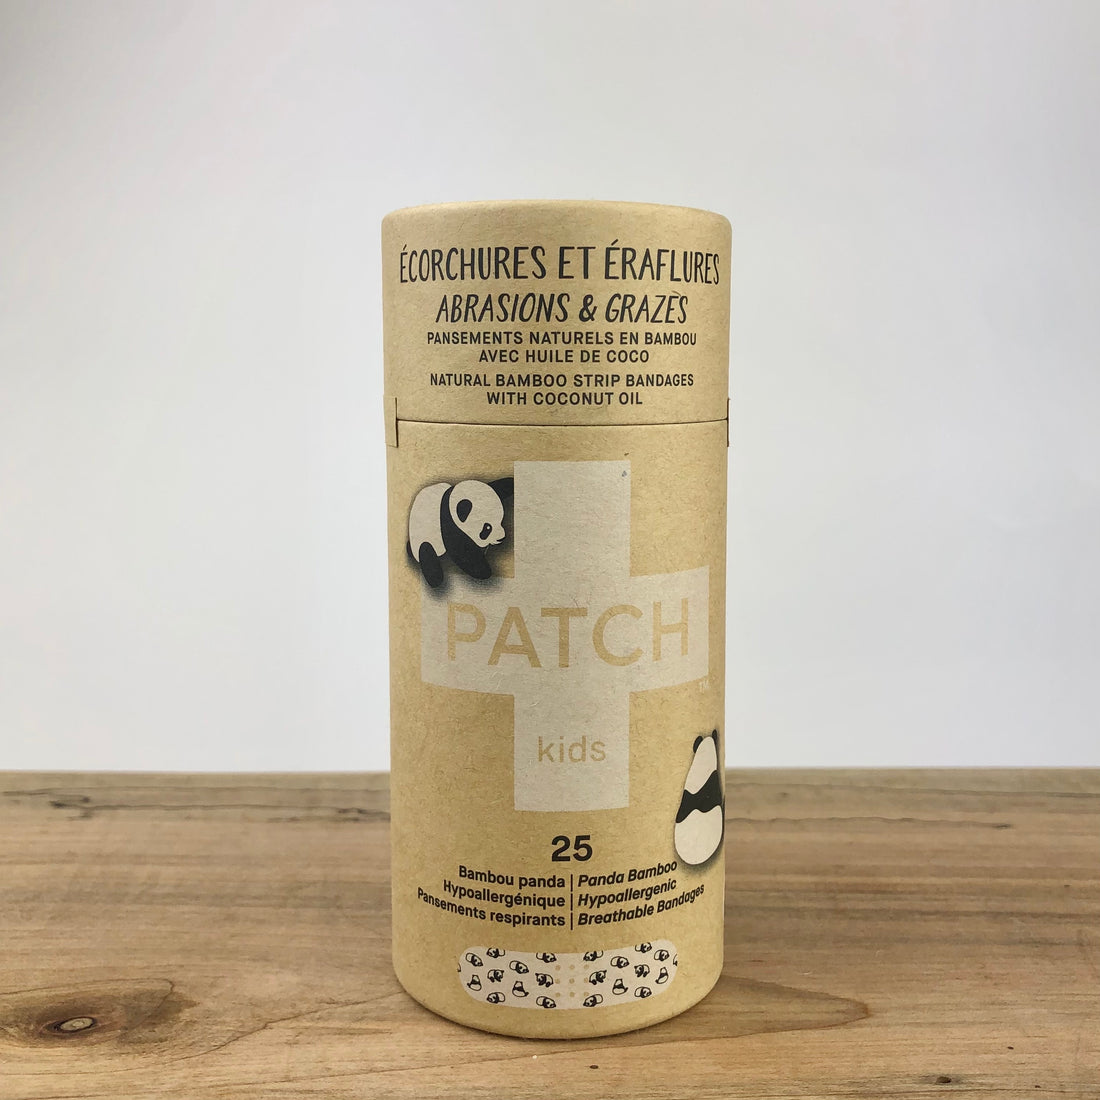 ÉCORCHURES ET ÉRAFLURES
ABRASIONS & GRAZES
PANSEMENTS NATURELS EN BAMBOU
AVEC HUILE DE COCO
NATURAL BAMBOO STRIP BANDAGES
WITH COCONUT OIL
PATCH
TM
kids
25
Bambou panda | Panda Bamboo
Hypoallergénique | Hypoallergenic
Pansements respirants | Breathable Bandages